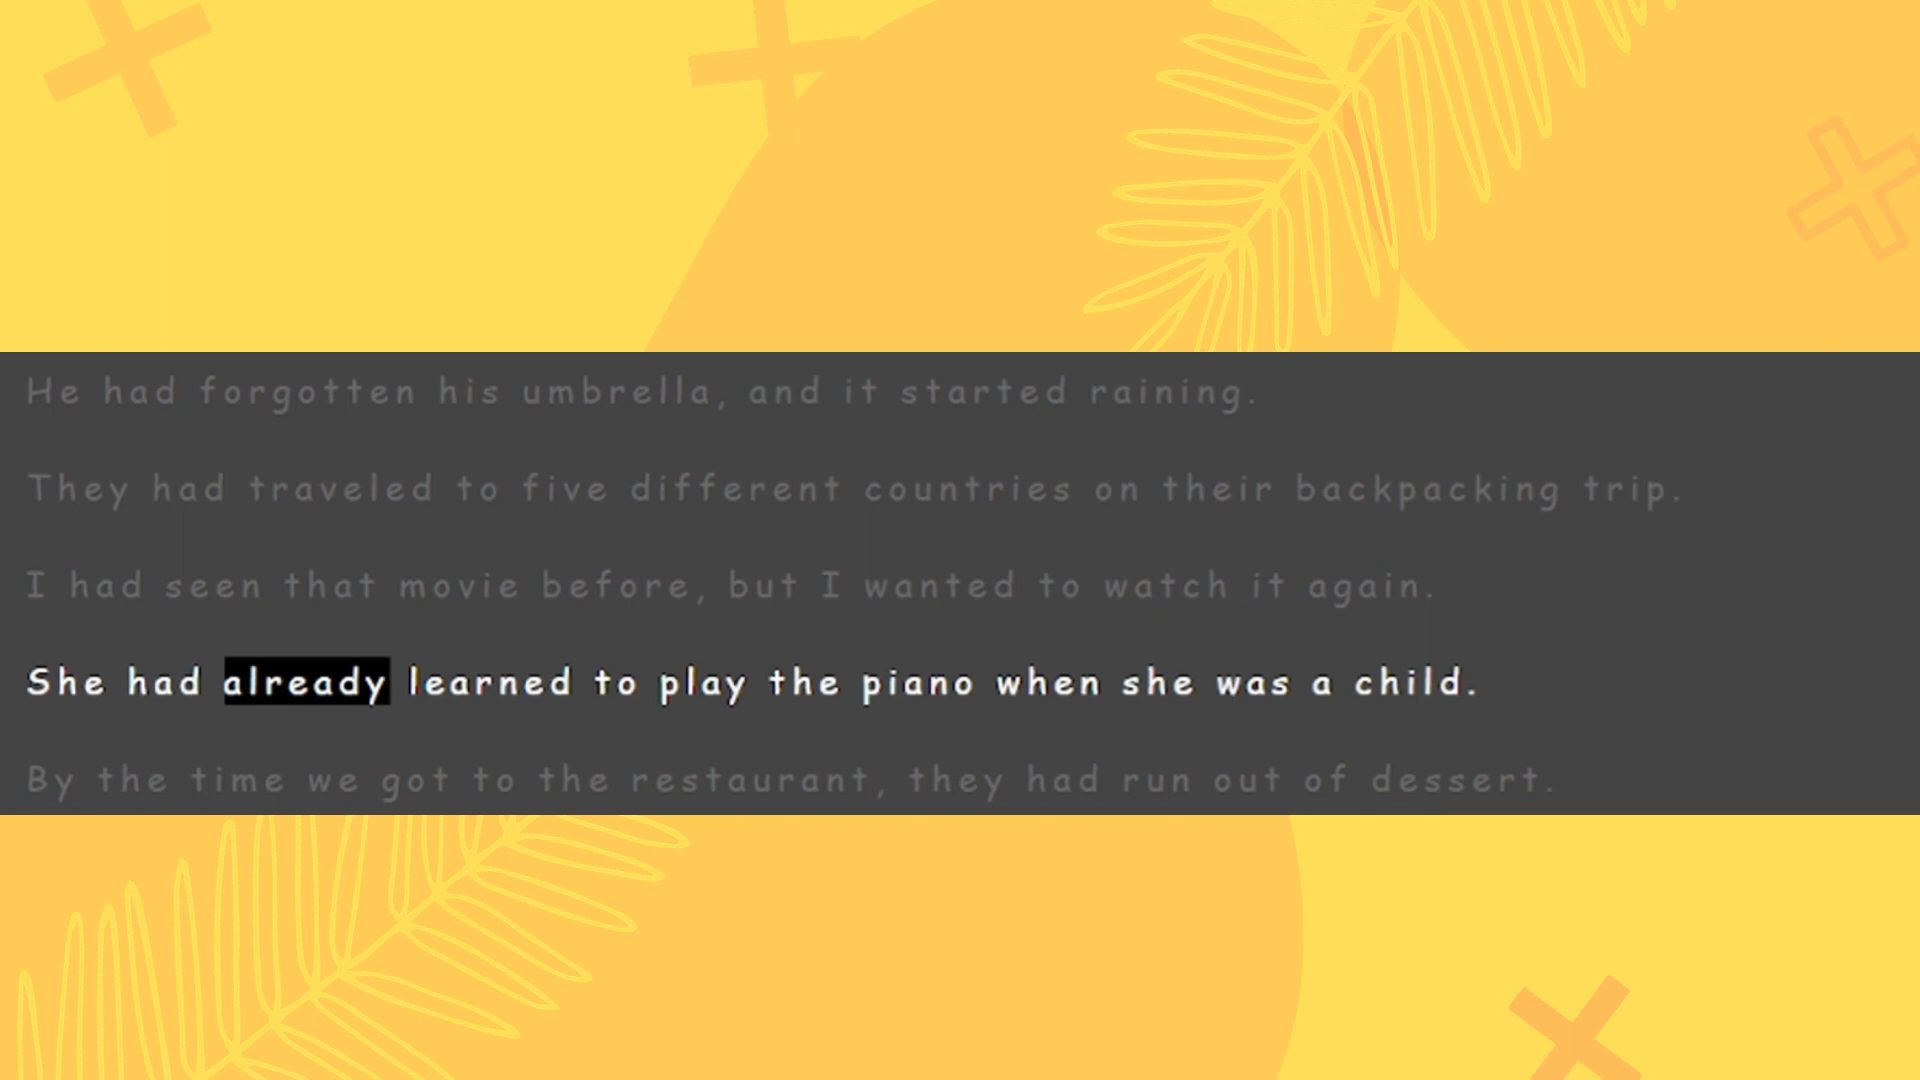 He had forgotten his umbrella, and it started raining.
They had traveled to five different countries on their backpacking trip.
I had seen that movie before, but I wanted to watch it again.
She had already learned to play the piano when she was a child.
By the time we got to the restaurant, they had run out of dessert.